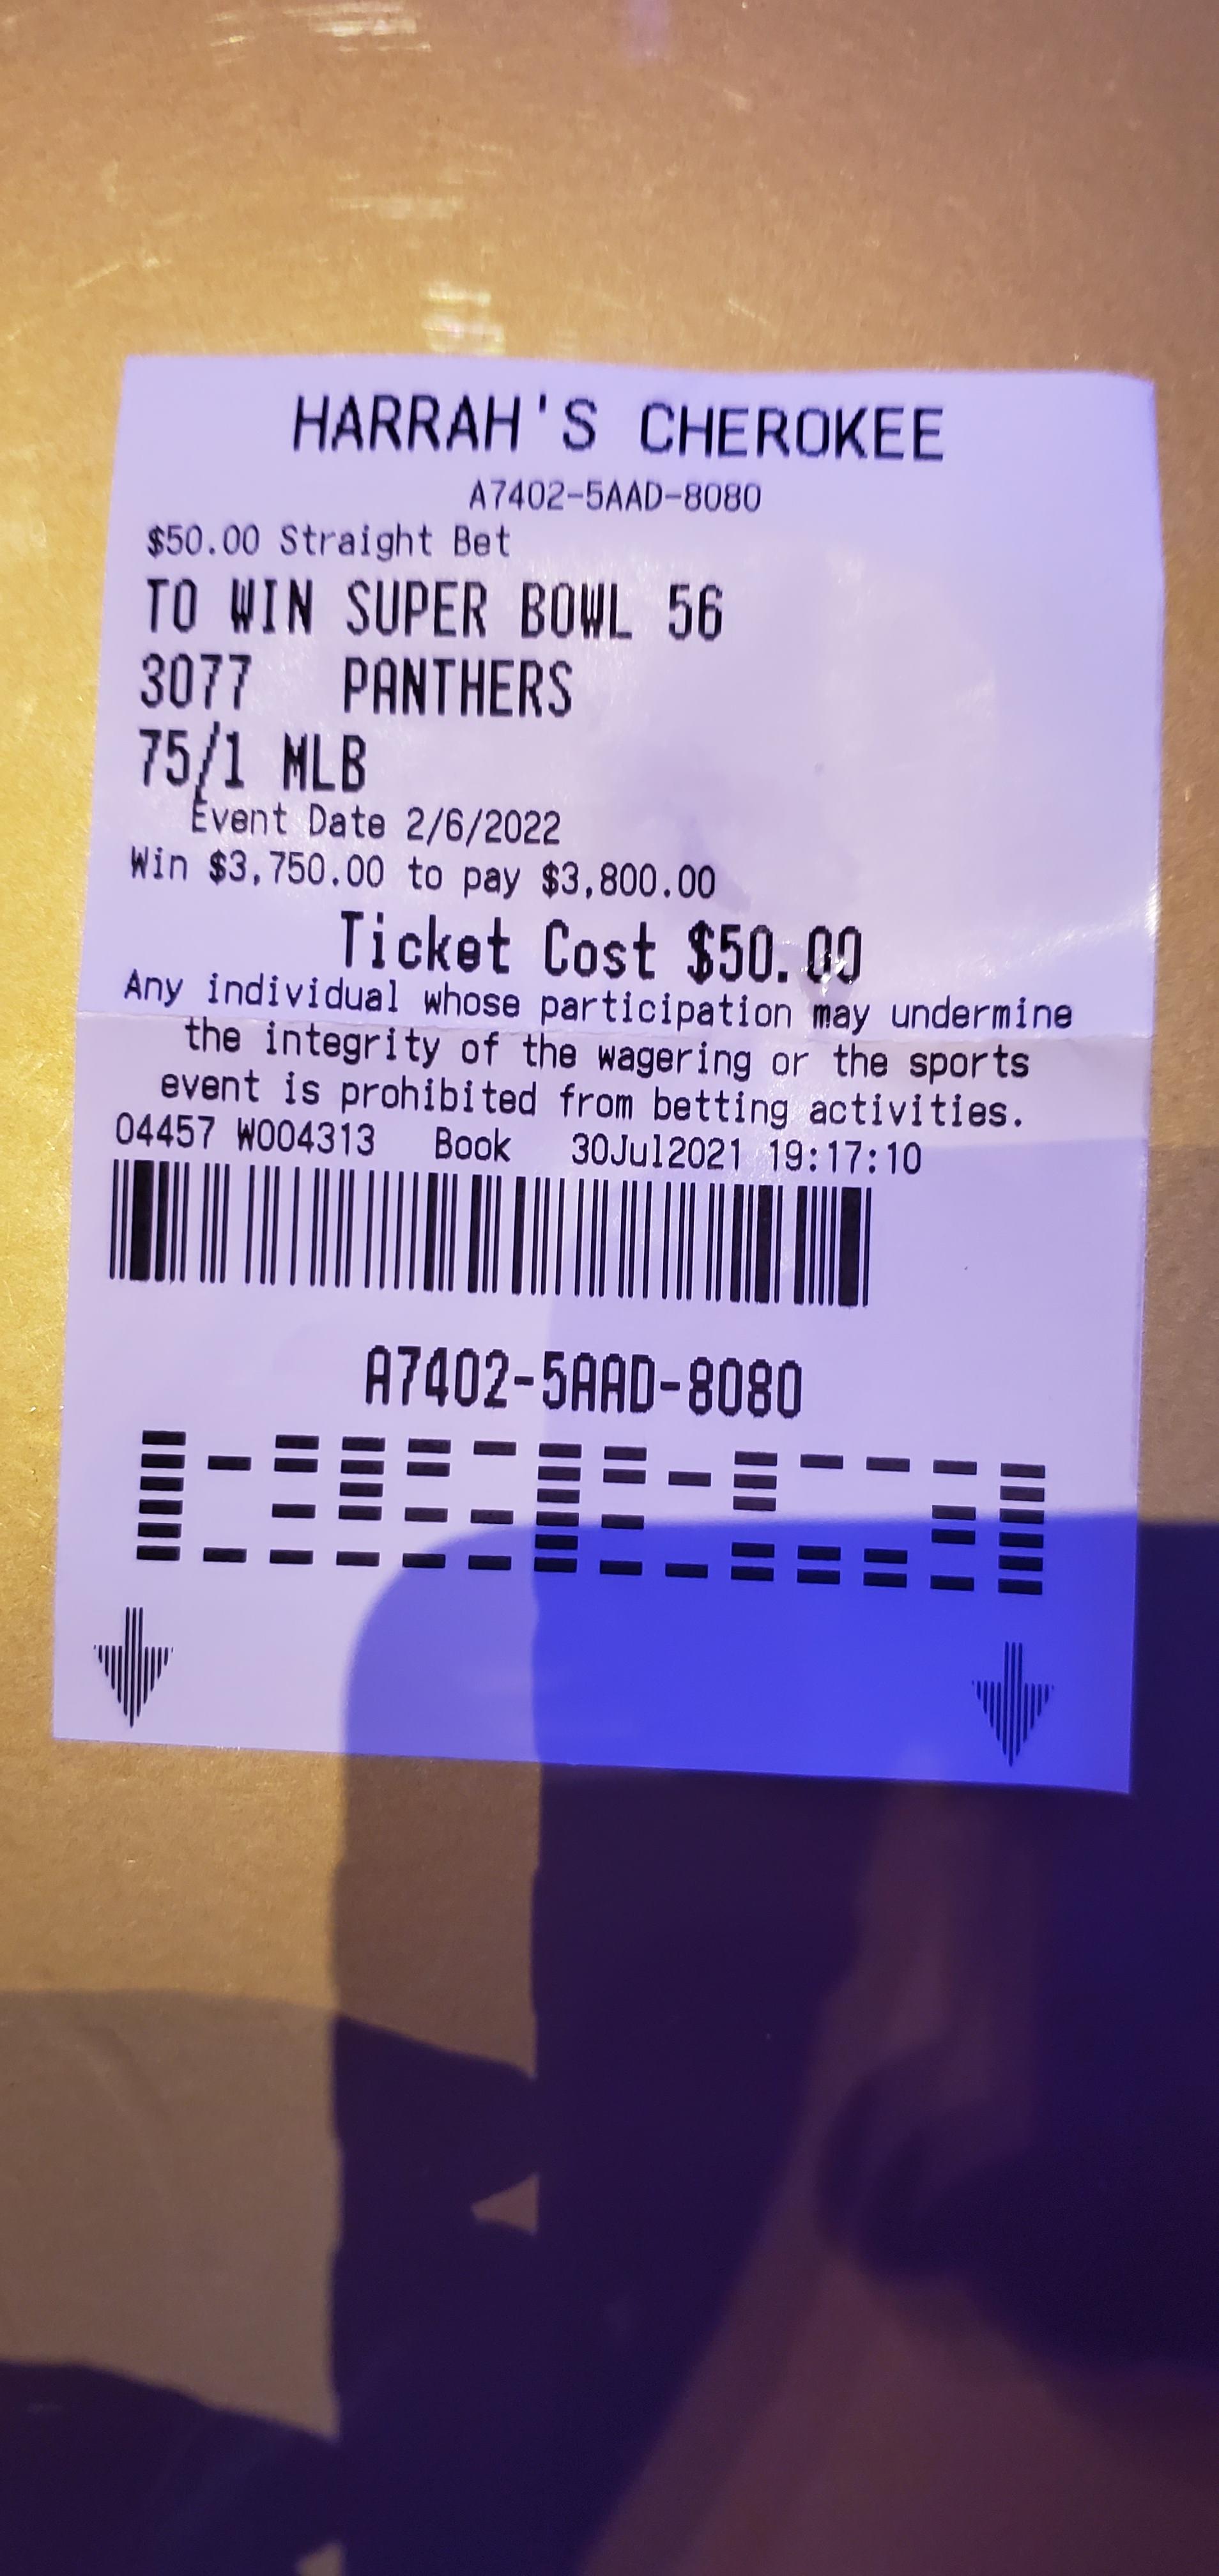 HARRAH'S CHEROKEE
A7402-5AAD-8080
$50.00 Straight Bet
TO WIN SUPER BOWL 56
3077 PANTHERS
75/1 MLB
Event Date 2/6/2022
Win $3,750.00 to pay $3,800.00
Ticket Cost $50.00
Any individual whose participation may undermine
the integrity of the wagering or the sports
event is prohibited from betting activities.
04457 W004313 Book 30Jul2021 19:17:10
A7402-5AAD-8080